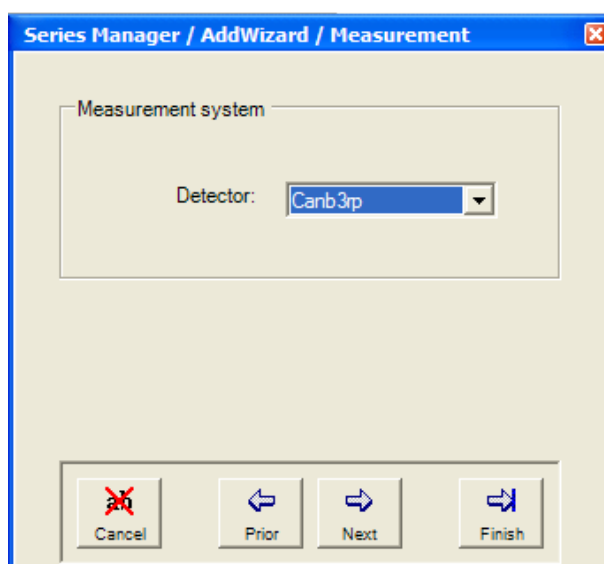 Series Manager / AddWizard / Measurement
Measurement system
Detector: Canb3rp
Cancel Prior Next Finish